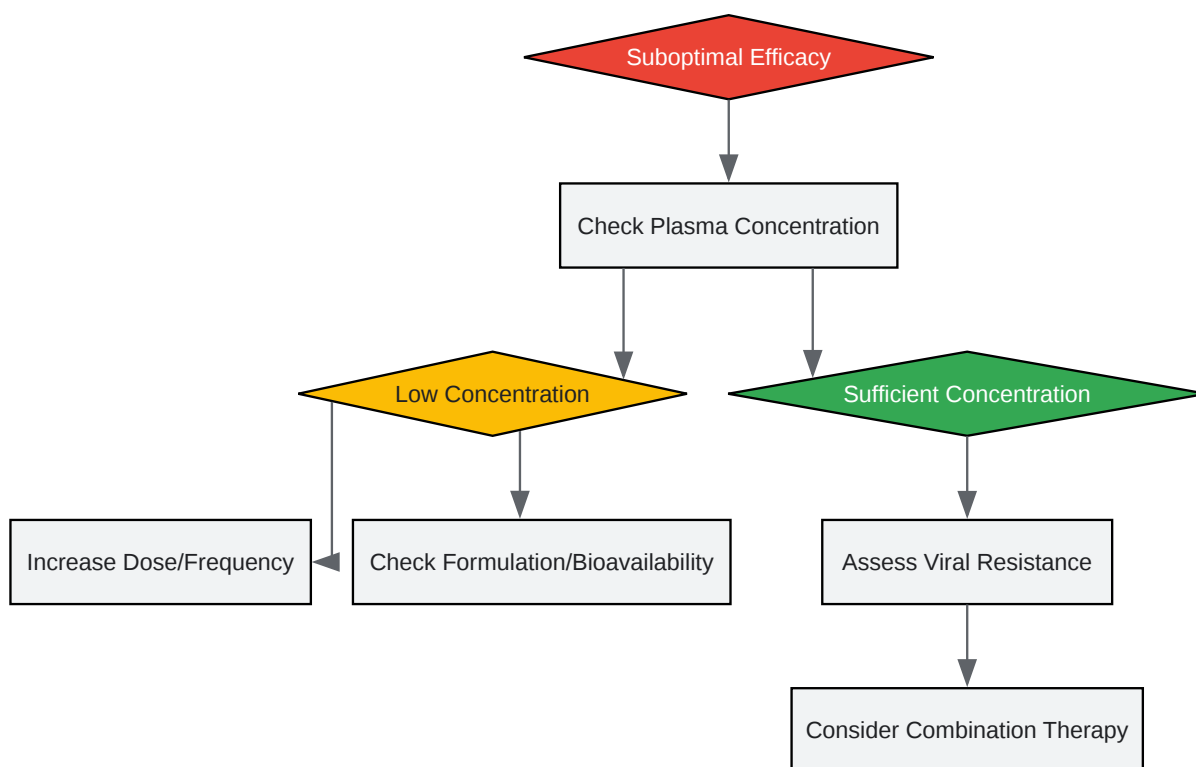 Suboptimal Efficacy
Check Plasma Concentration
Low Concentration
Sufficient Concentration
Increase Dose/Frequency
Check Formulation/Bioavailability
Assess Viral Resistance
Consider Combination Therapy